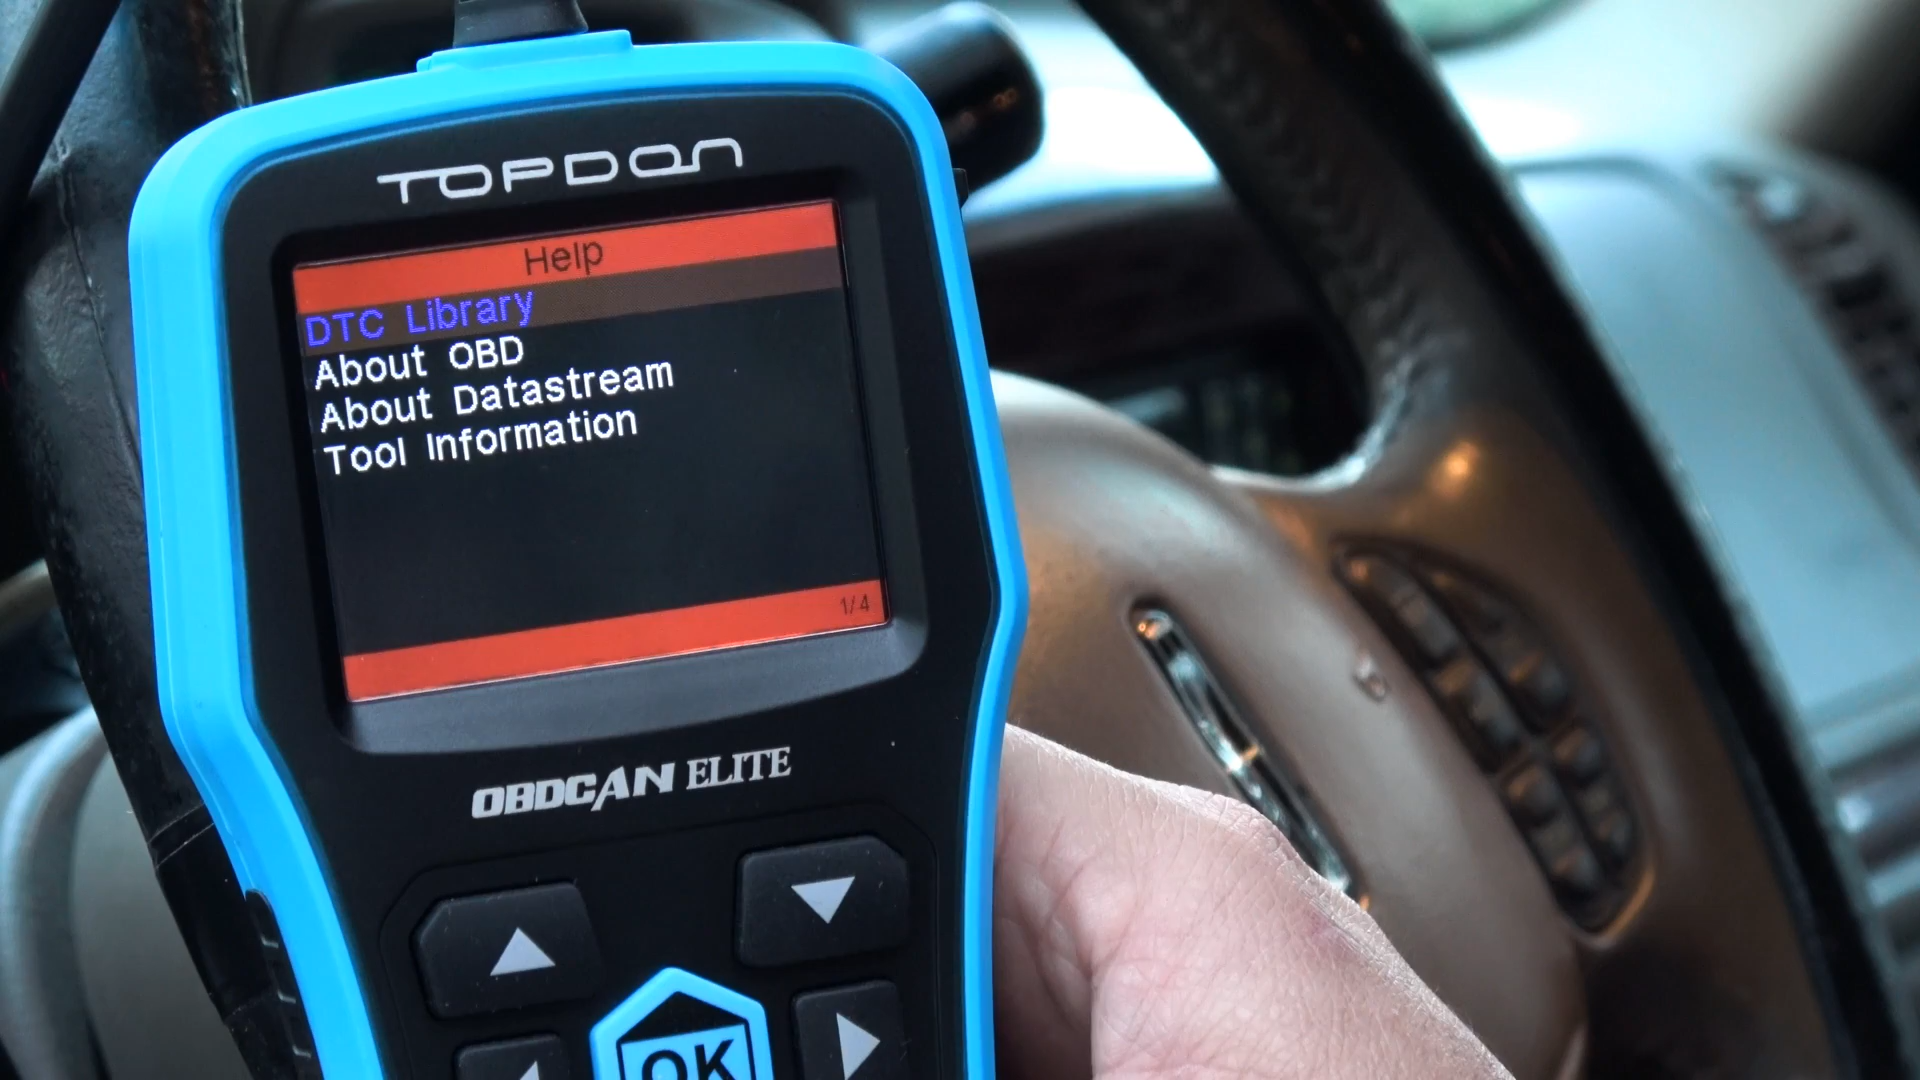 TOPDON
Help
DTC Library
About OBD
About Datastream
Tool Information
1/4
OBDCAN ELITE
OK